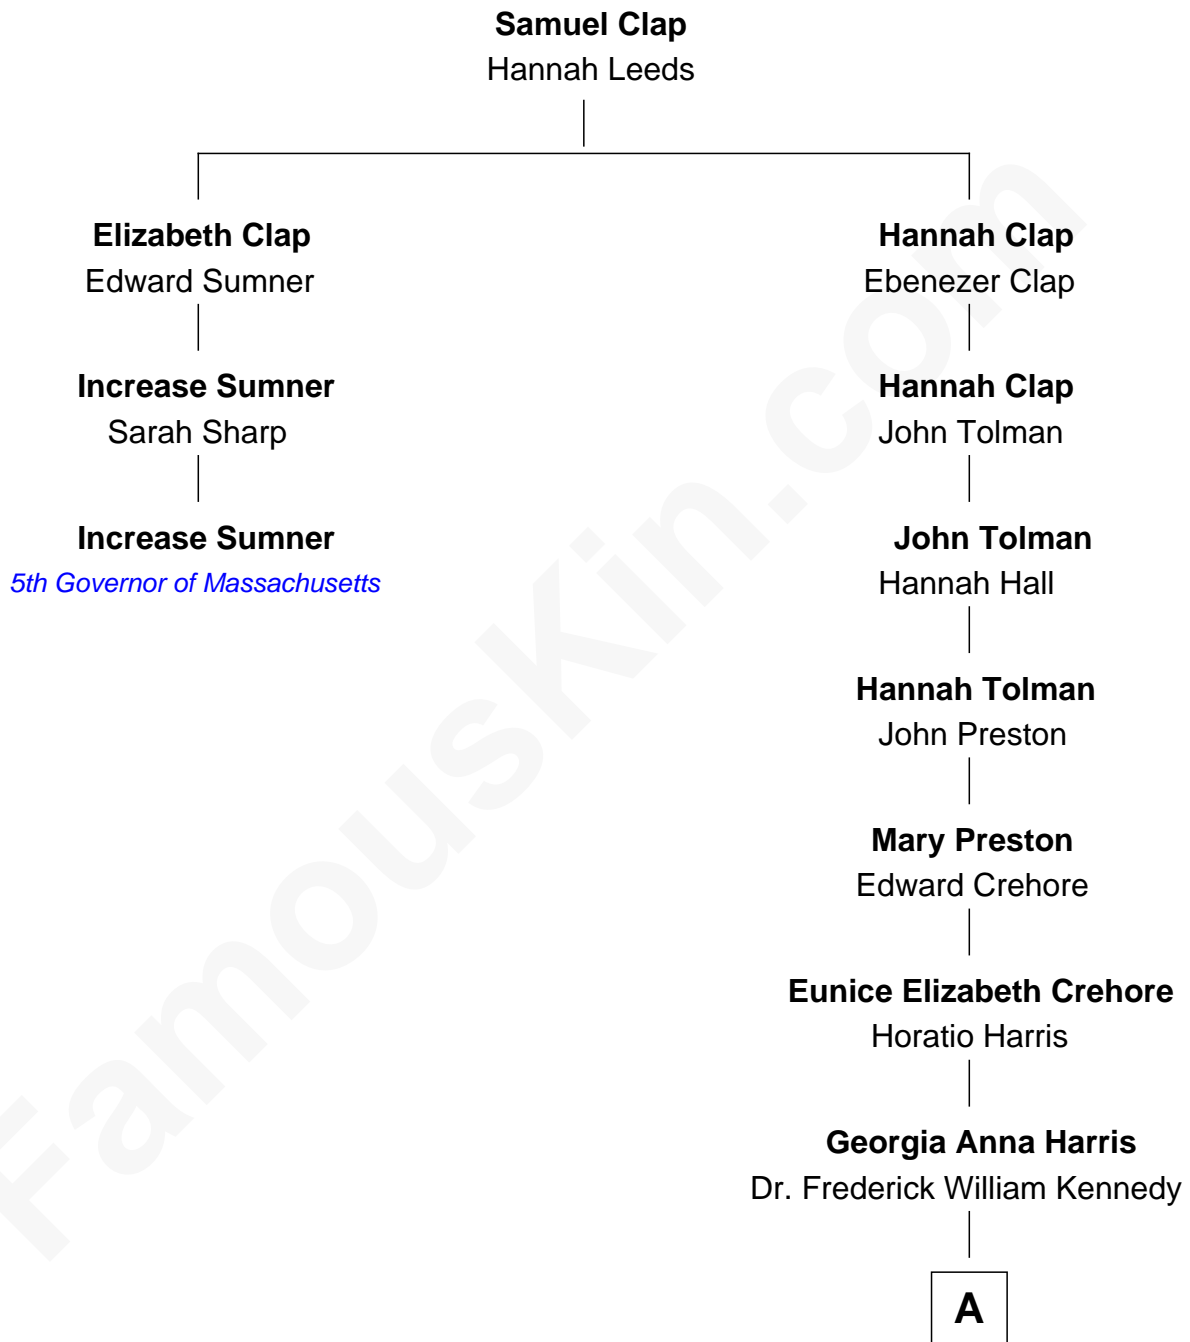 Samuel Clap
Hannah Leeds
Elizabeth Clap
Edward Sumner
Hannah Clap
Ebenezer Clap
Increase Sumner
Sarah Sharp
Hannah Clap
John Tolman
Increase Sumner
5th Governor of Massachusetts
John Tolman
Hannah Hall
Hannah Tolman
John Preston
Mary Preston
Edward Crehore
Eunice Elizabeth Crehore
Horatio Harris
Georgia Anna Harris
Dr. Frederick William Kennedy
A
FamousKin.com